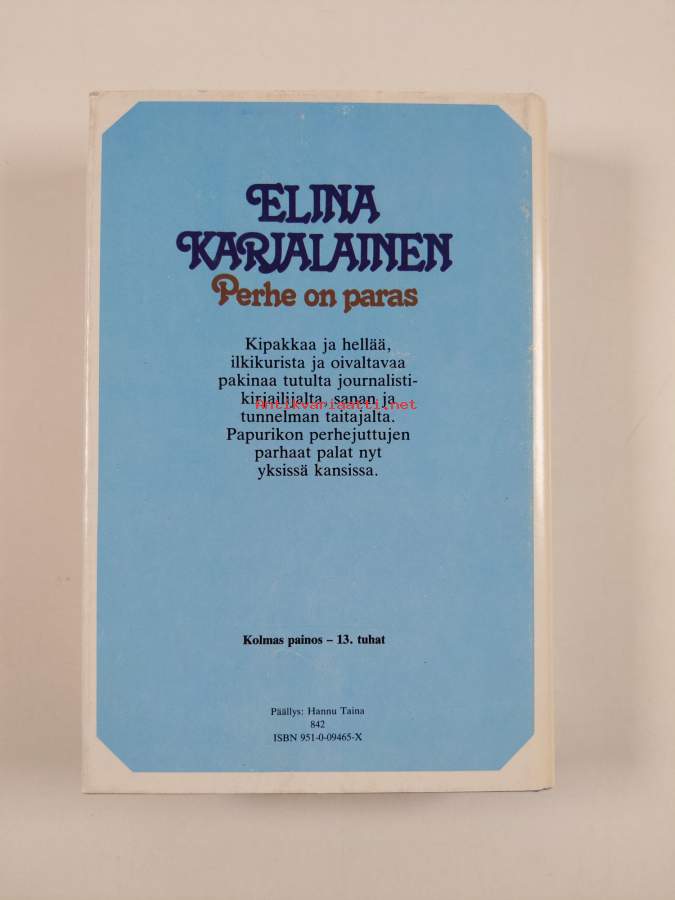 ELINA
KARJALAINEN
Perhe on paras
Kipakkaa ja hellää,
ilkikurista ja oivaltavaa
pakinaa tutulta journalisti-
kirjailijalta, sanan ja
Antikvariaatti.net
tunnelman taitajalta.
Papurikon perhejuttujen
parhaat palat nyt
yksissä kansissa.
Kolmas painos – 13. tuhat
Päällys: Hannu Taina
842
ISBN 951-0-09465-X